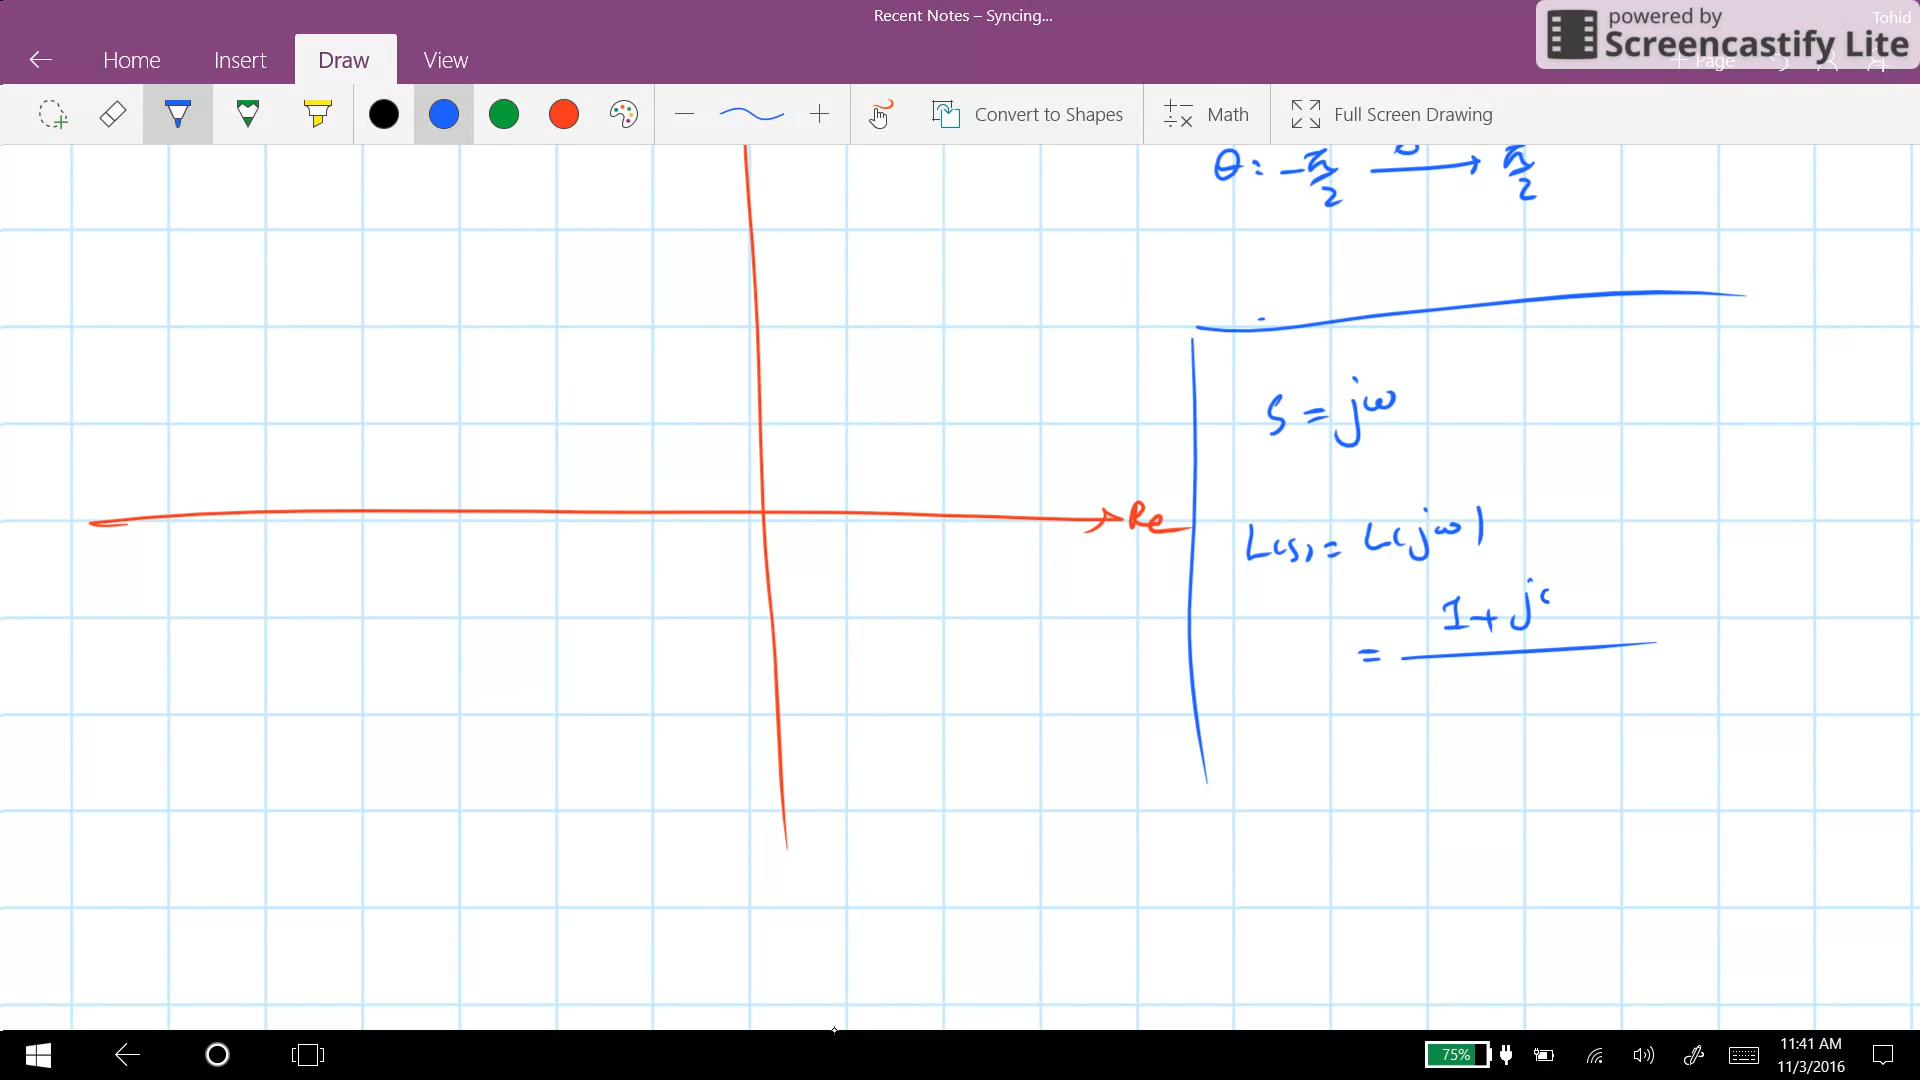 Recent Notes – Syncing...
Tohid
powered by
Screencastify Lite
Home Insert Draw View
+ Page
Convert to Shapes Math Full Screen Drawing
θ: -π/2 → π/2
S = jω
Re
L(s) = L(jω)
= 1 + j
75%
11:41 AM
11/3/2016